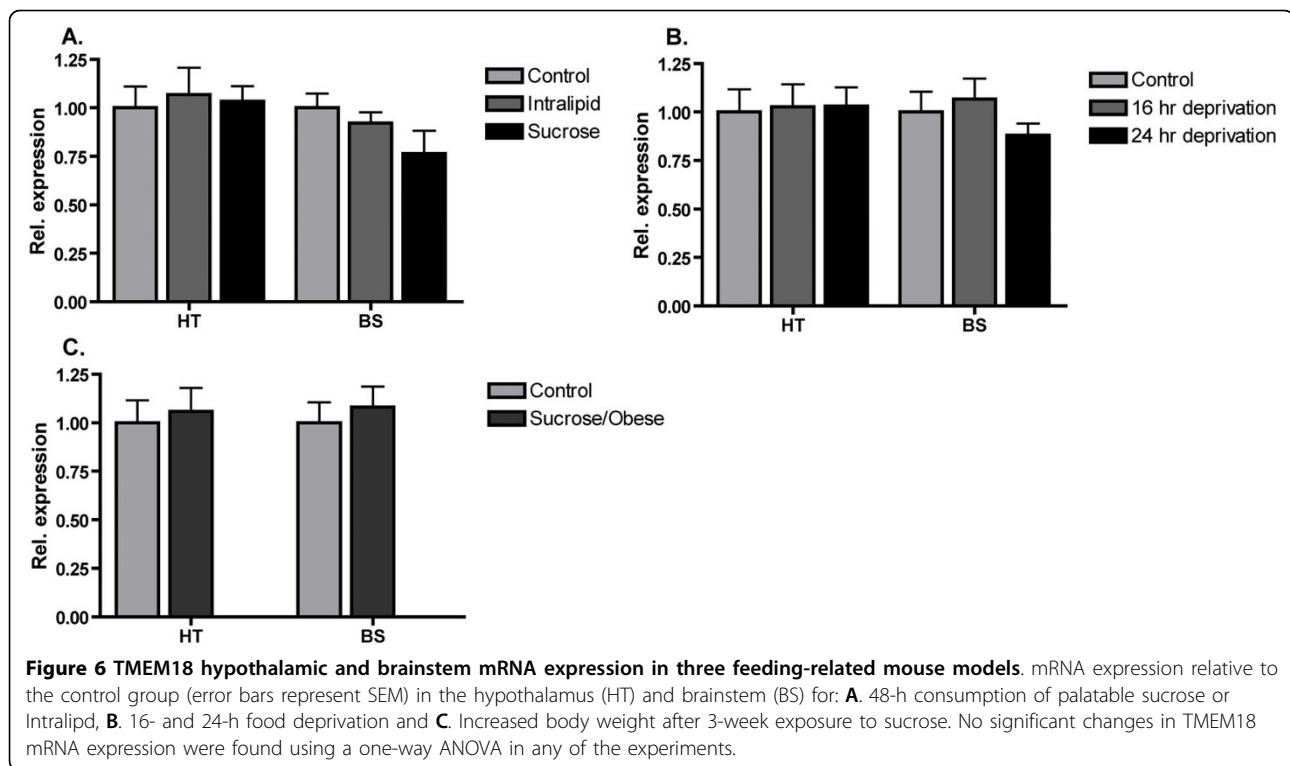 A.
1.25
1.00
0.75
0.50
0.25
0.00
Rel. expression
HT
BS
Control
Intralipid
Sucrose
B.
1.25
1.00
0.75
0.50
0.25
0.00
Rel. expression
HT
BS
Control
16 hr deprivation
24 hr deprivation
C.
1.25
1.00
0.75
0.50
0.25
0.00
Rel. expression
HT
BS
Control
Sucrose/Obese
Figure 6 TMEM18 hypothalamic and brainstem mRNA expression in three feeding-related mouse models. mRNA expression relative to
the control group (error bars represent SEM) in the hypothalamus (HT) and brainstem (BS) for: A. 48-h consumption of palatable sucrose or
Intralipd, B. 16- and 24-h food deprivation and C. Increased body weight after 3-week exposure to sucrose. No significant changes in TMEM18
mRNA expression were found using a one-way ANOVA in any of the experiments.